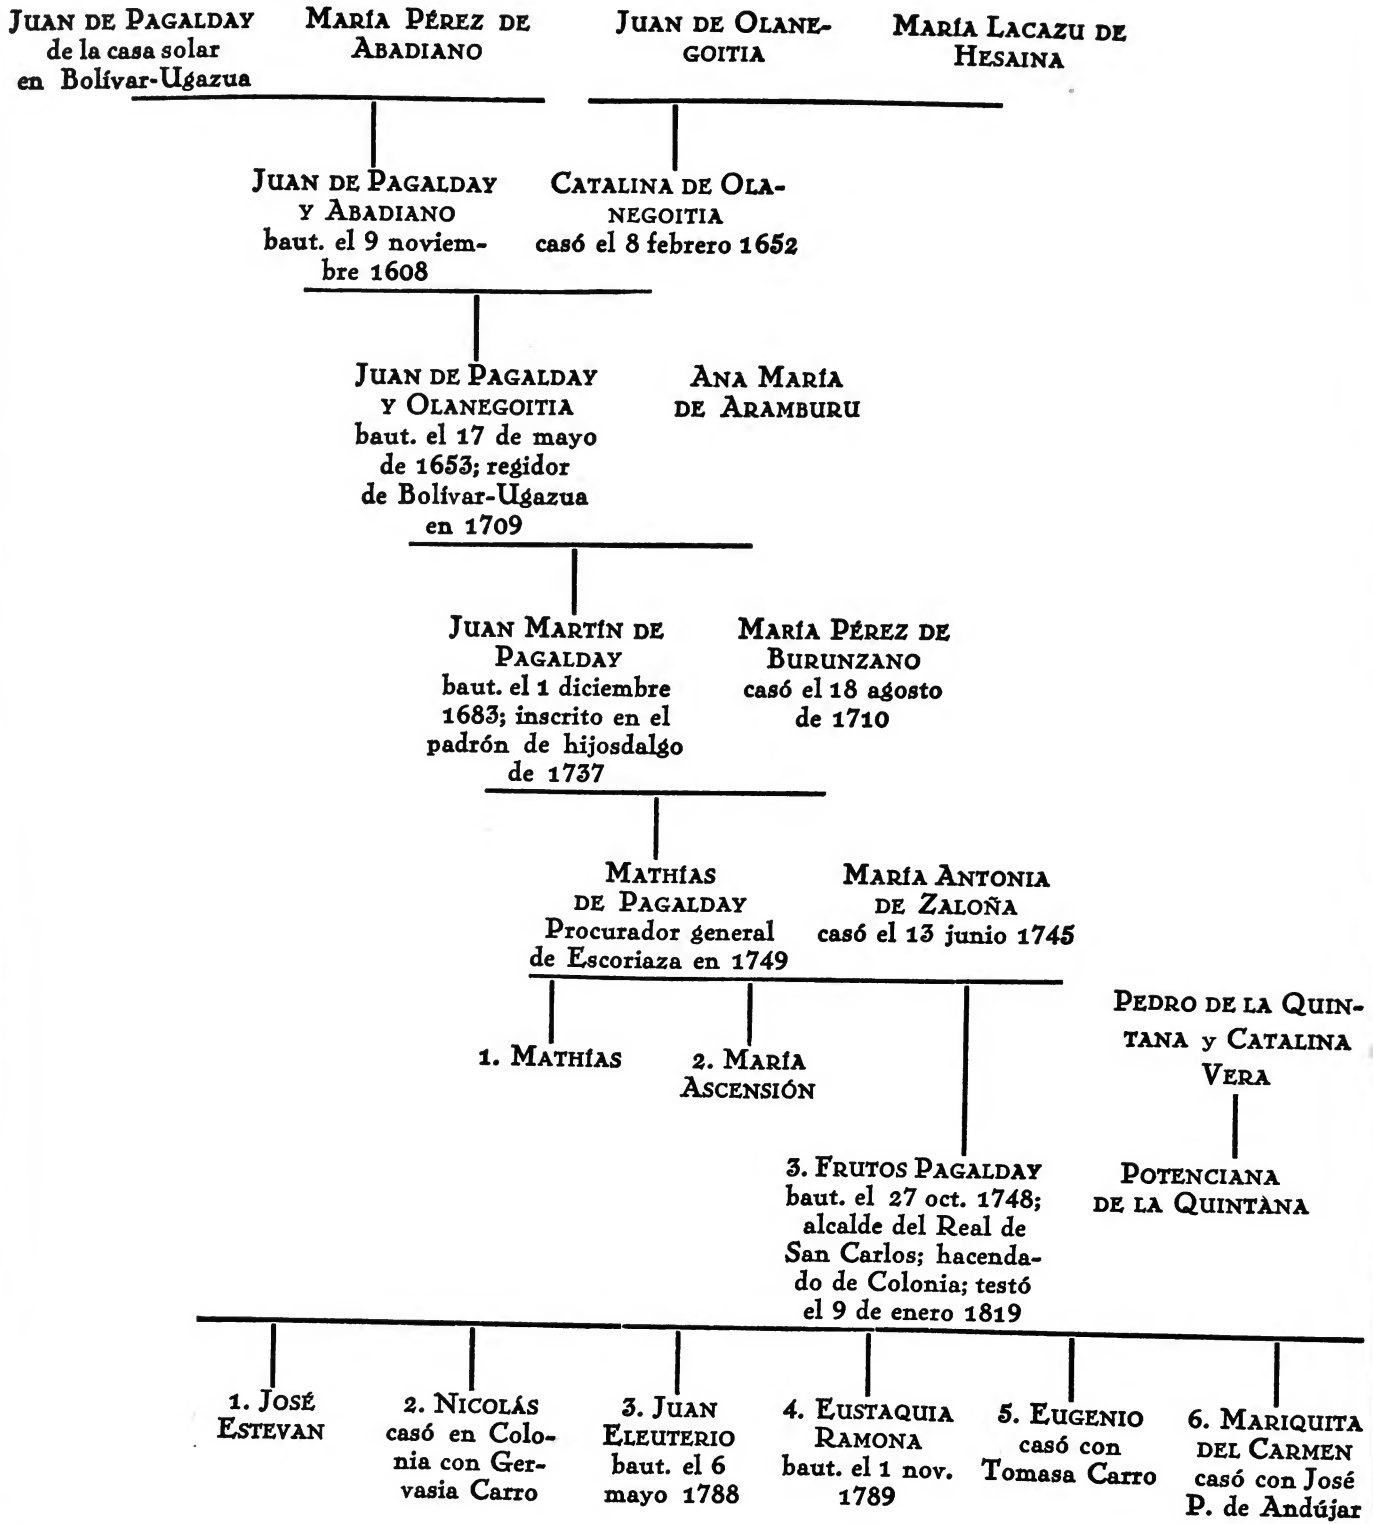 JUAN DE PAGALDAY
de la casa solar
en Bolívar-Ugazua
MARÍA PÉREZ DE
ABADIANO
JUAN DE OLANE-
GOITIA
MARÍA LACAZU DE
HESAINA
JUAN DE PAGALDAY
Y ABADIANO
baut. el 9 noviem-
bre 1608
CATALINA DE OLA-
NEGOITIA
casó el 8 febrero 1652
JUAN DE PAGALDAY
Y OLANEGOITIA
baut. el 17 de mayo
de 1653; regidor
de Bolívar-Ugazua
en 1709
ANA MARÍA
DE ARAMBURU
JUAN MARTÍN DE
PAGALDAY
baut. el 1 diciembre
1683; inscrito en el
padrón de hijosdalgo
de 1737
MARÍA PÉREZ DE
BURUNZANO
casó el 18 agosto
de 1710
MATHÍAS
DE PAGALDAY
Procurador general
de Escoriaza en 1749
MARÍA ANTONIA
DE ZALOÑA
casó el 13 junio 1745
1. MATHÍAS
2. MARÍA
ASCENSIÓN
PEDRO DE LA QUIN-
TANA y CATALINA
VERA
3. FRUTOS PAGALDAY
baut. el 27 oct. 1748;
alcalde del Real de
San Carlos; hacenda-
do de Colonia; testó
el 9 de enero 1819
POTENCIANA
DE LA QUINTÀNA
1. JOSÉ
ESTEVAN
2. NICOLÁS
casó en Colo-
nia con Ger-
vasia Carro
3. JUAN
ELEUTERIO
baut. el 6
mayo 1788
4. EUSTAQUIA
RAMONA
baut. el 1 nov.
1789
5. EUGENIO
casó con
Tomasa Carro
6. MARIQUITA
DEL CARMEN
casó con José
P. de Andújar